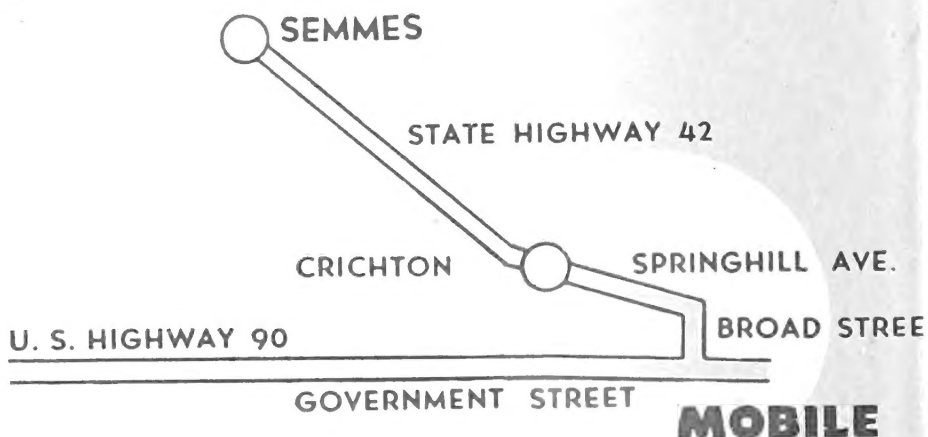 SEMMES
STATE HIGHWAY 42
CRICHTON
SPRINGHILL AVE.
U. S. HIGHWAY 90
BROAD STREE
GOVERNMENT STREET
MOBILE